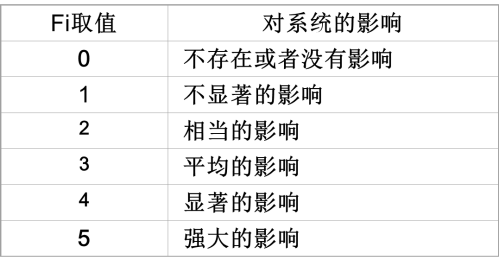 Fi取值 对系统的影响
0 不存在或者没有影响
1 不显著的影响
2 相当的影响
3 平均的影响
4 显著的影响
5 强大的影响